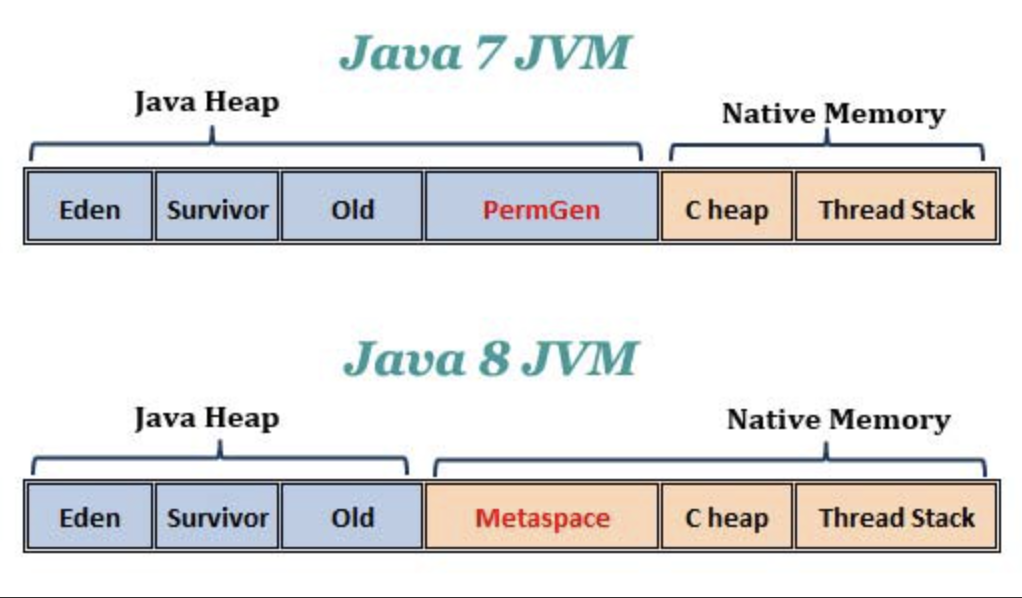 Java 7 JVM
Java Heap
Native Memory
Eden Survivor Old PermGen C heap Thread Stack
Java 8 JVM
Java Heap
Native Memory
Eden Survivor Old Metaspace C heap Thread Stack